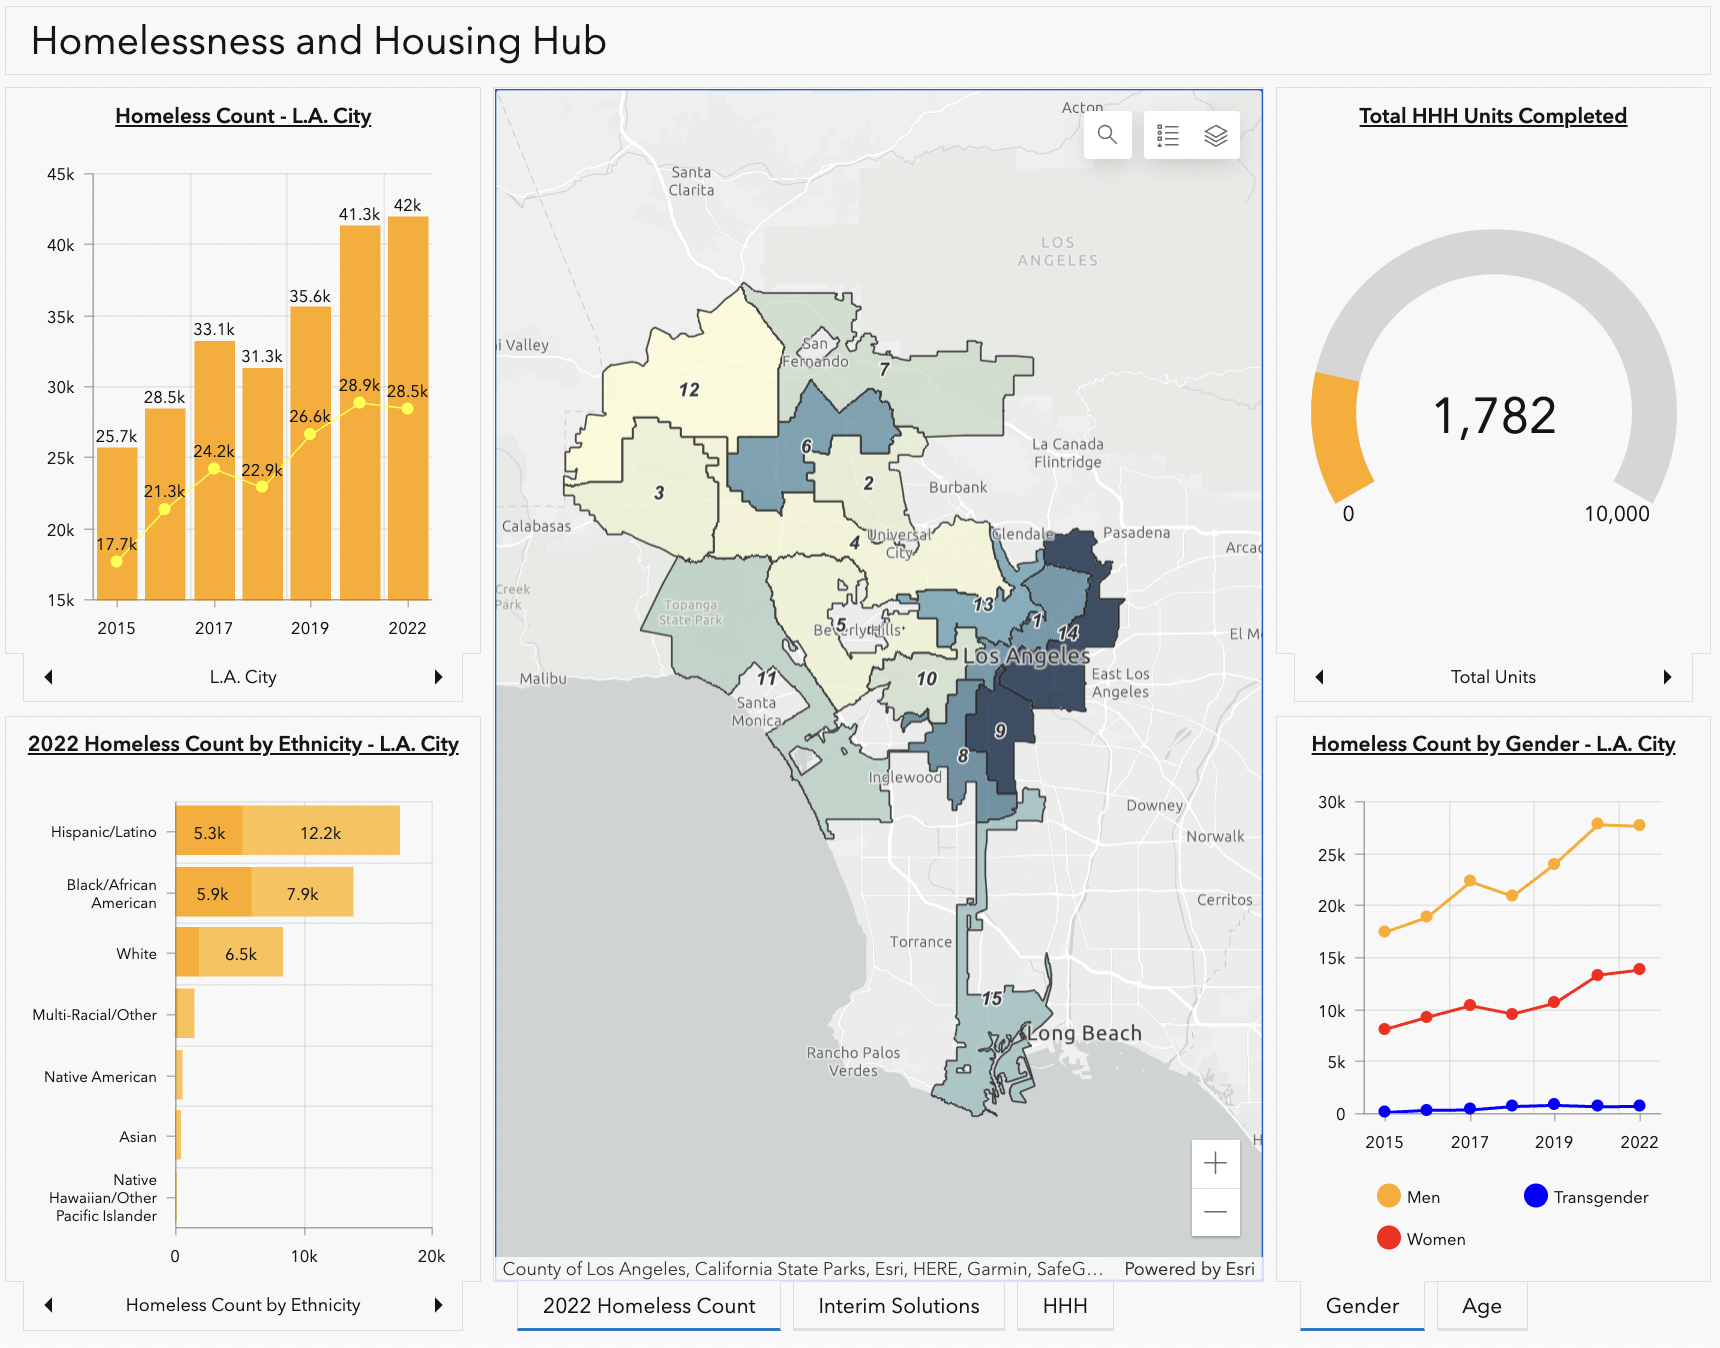 Homelessness and Housing Hub
Homeless Count - L.A. City
45k
40k
35k
30k
25k
20k
15k
25.7k
28.5k
33.1k
31.3k
35.6k
41.3k
42k
17.7k
21.3k
24.2k
22.9k
26.6k
28.9k
28.5k
2015
2017
2019
2022
L.A. City
2022 Homeless Count by Ethnicity - L.A. City
Hispanic/Latino
5.3k
12.2k
Black/African
American
5.9k
7.9k
White
6.5k
Multi-Racial/Other
Native American
Asian
Native
Hawaiian/Other
Pacific Islander
0
10k
20k
Homeless Count by Ethnicity
Acton
Santa
Clarita
LOS
ANGELES
i Valley
San
Fernando
7
12
6
La Canada
Flintridge
3
2
Burbank
Calabasas
4
Universal
City
Glendale
Pasadena
Arcad
Creek
Park
Topanga
State Park
13
1
14
5
Beverly Hills
El M
Los Angeles
Malibu
11
10
East Los
Angeles
Santa
Monica
9
8
Inglewood
Downey
Norwalk
Cerritos
Torrance
15
Long Beach
Rancho Palos
Verdes
H
County of Los Angeles, California State Parks, Esri, HERE, Garmin, SafeG...
Powered by Esri
2022 Homeless Count
Interim Solutions
HHH
Total HHH Units Completed
1,782
0
10,000
Total Units
Homeless Count by Gender - L.A. City
30k
25k
20k
15k
10k
5k
0
2015
2017
2019
2022
Men
Transgender
Women
Gender
Age